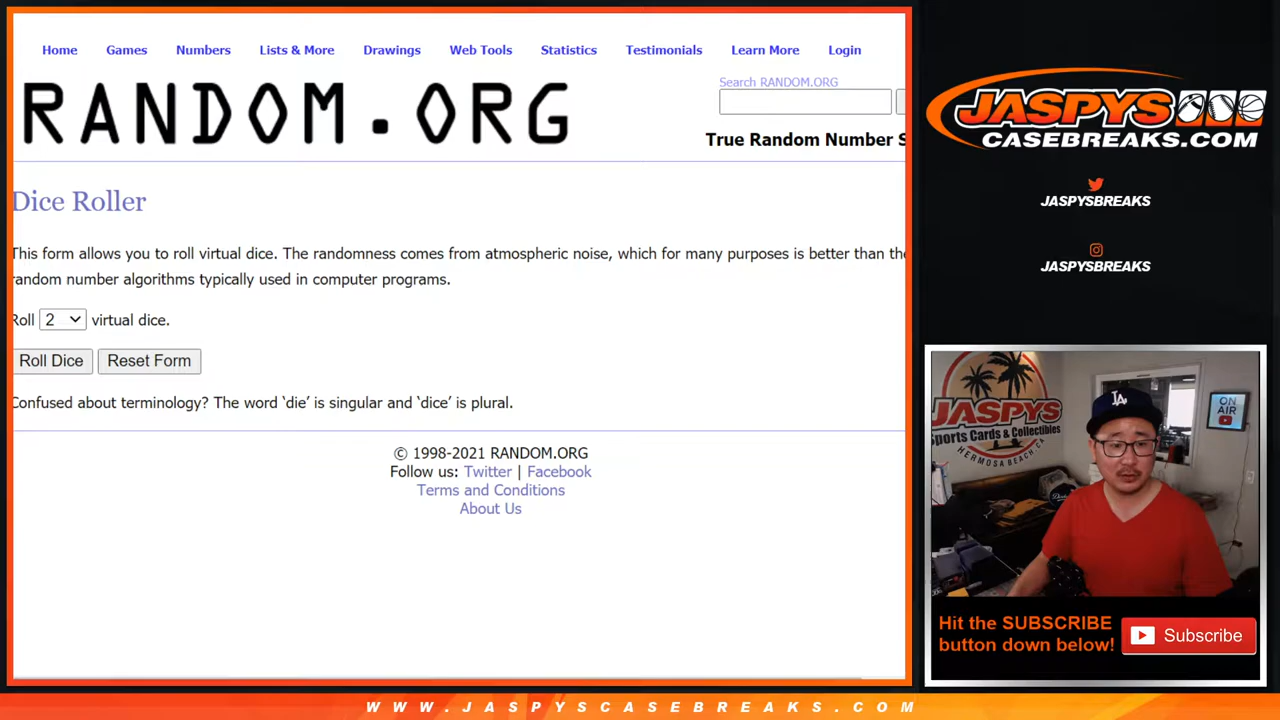 Home Games Numbers Lists & More Drawings Web Tools Statistics Testimonials Learn More Login
RANDOM.ORG
Search RANDOM.ORG
True Random Number S
Dice Roller
This form allows you to roll virtual dice. The randomness comes from atmospheric noise, which for many purposes is better than the
random number algorithms typically used in computer programs.
Roll 2 virtual dice.
Roll Dice Reset Form
Confused about terminology? The word ‘die’ is singular and ‘dice’ is plural.
© 1998-2021 RANDOM.ORG
Follow us: Twitter | Facebook
Terms and Conditions
About Us
JASPYS
CASEBREAKS.COM
JASPYSBREAKS
JASPYSBREAKS
JASPYS
Sports Cards & Collectibles
HERMOSA BEACH, CA
LA
ON
AIR
Hit the SUBSCRIBE
button down below!
Subscribe
WWW.JASPYSCASEBREAKS.COM